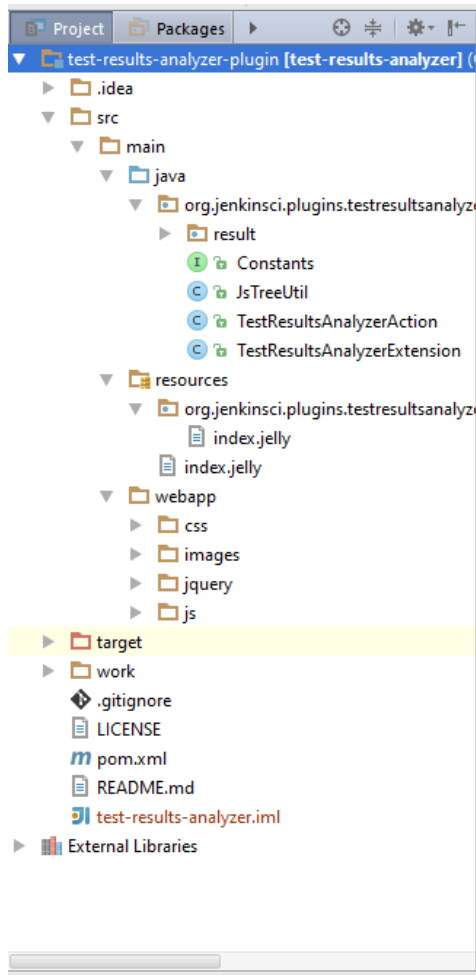 Project Packages
test-results-analyzer-plugin [test-results-analyzer] (
.idea
src
main
java
org.jenkinsci.plugins.testresultsanalyze
result
I Constants
C JsTreeUtil
C TestResultsAnalyzerAction
C TestResultsAnalyzerExtension
resources
org.jenkinsci.plugins.testresultsanalyze
index.jelly
index.jelly
webapp
css
images
jquery
js
target
work
.gitignore
LICENSE
m pom.xml
README.md
test-results-analyzer.iml
External Libraries